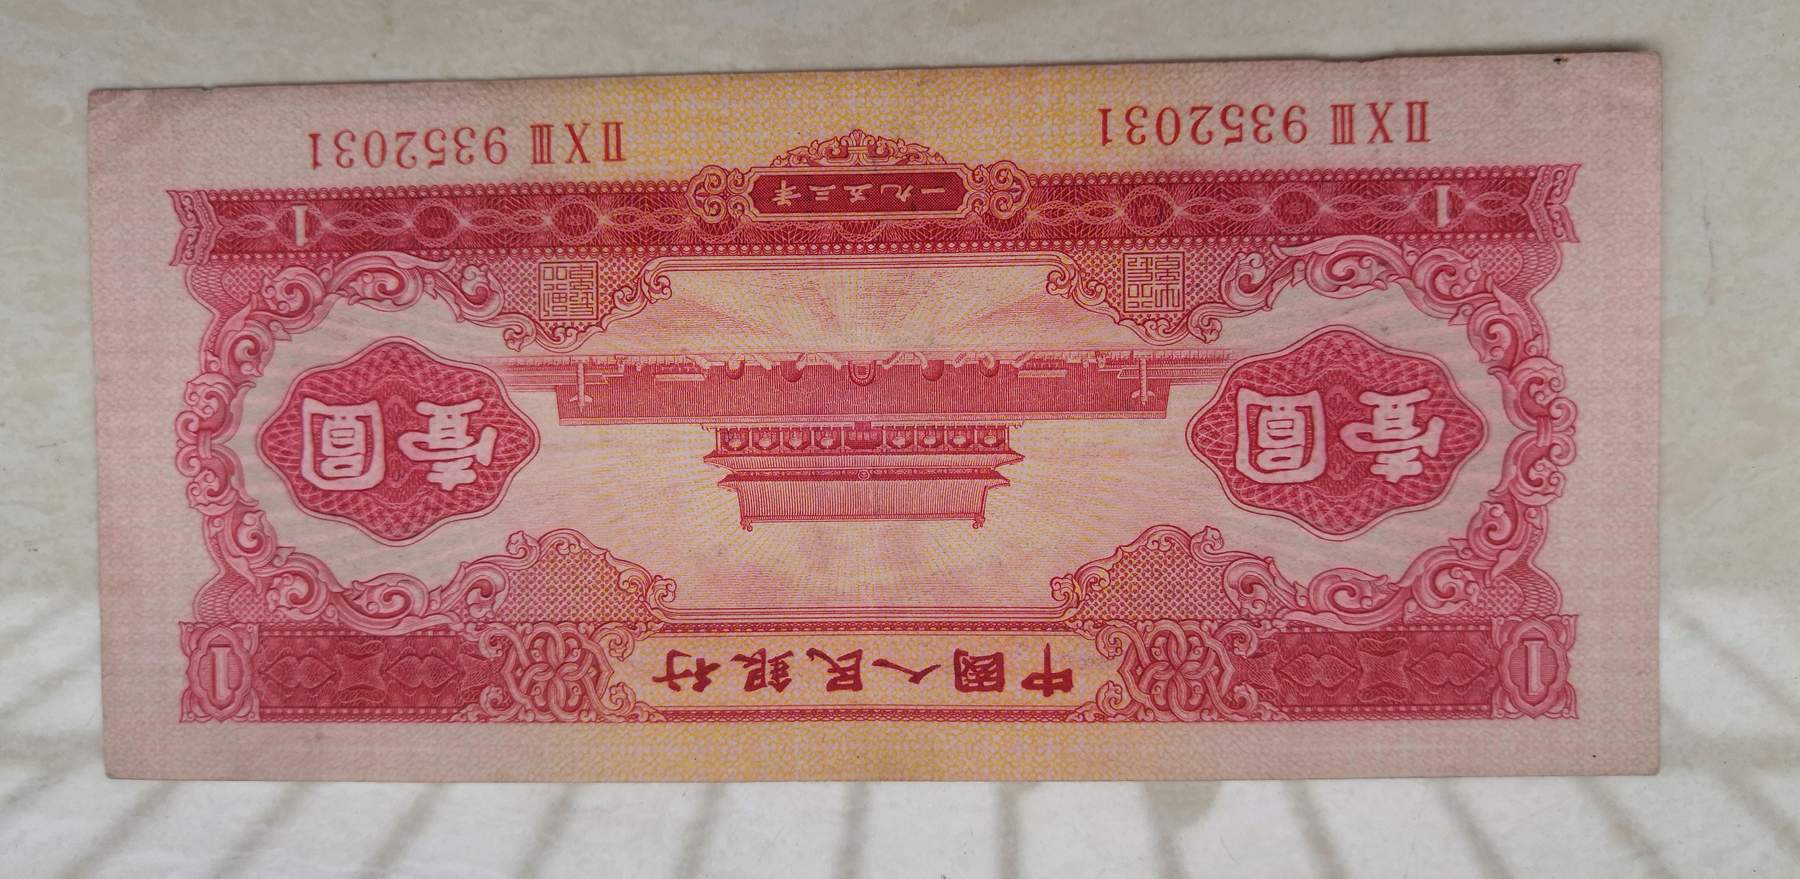 中國人民銀行
1 1
壹圓 壹圓
1 一九五三年 1
ⅡⅩⅢ 9352031 ⅡⅩⅢ 9352031